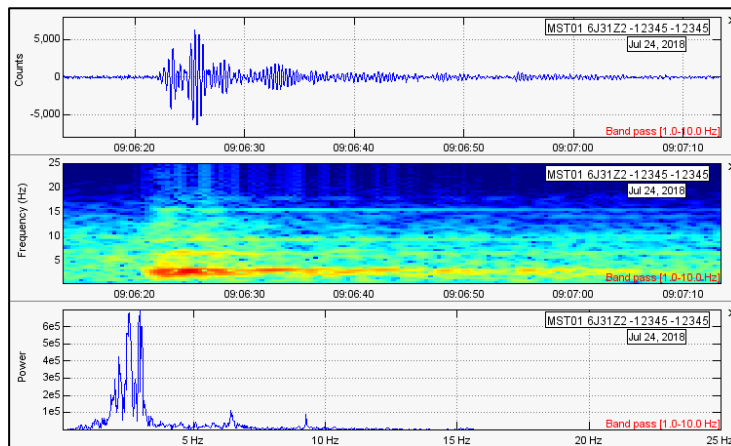 MST01 6J31Z2 -12345 -12345
Jul 24, 2018
5,000
0
-5,000
Counts
Band pass [1.0-10.0 Hz]
09:06:20 09:06:30 09:06:40 09:06:50 09:07:00 09:07:10
MST01 6J31Z2 -12345 -12345
Jul 24, 2018
25
20
15
10
5
Frequency (Hz)
Band pass [1.0-10.0 Hz]
09:06:20 09:06:30 09:06:40 09:06:50 09:07:00 09:07:10
MST01 6J31Z2 -12345 -12345
Jul 24, 2018
6e5
5e5
4e5
3e5
2e5
1e5
Power
Band pass [1.0-10.0 Hz]
5 Hz 10 Hz 15 Hz 20 Hz 25 Hz